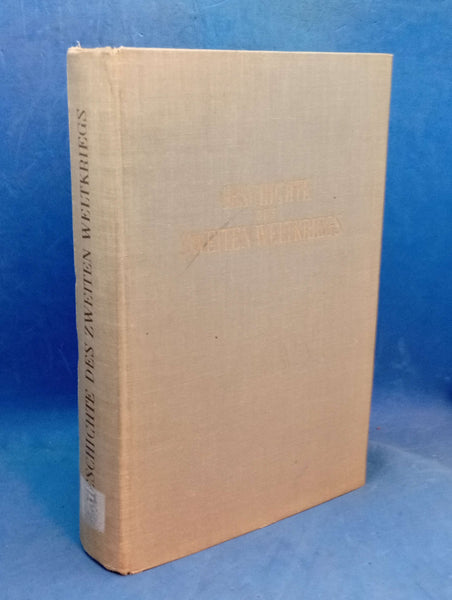 GESCHICHTE DES ZWEITEN WELTKRIEGS
GESCHICHTE
DES
ZWEITEN WELTKRIEGS